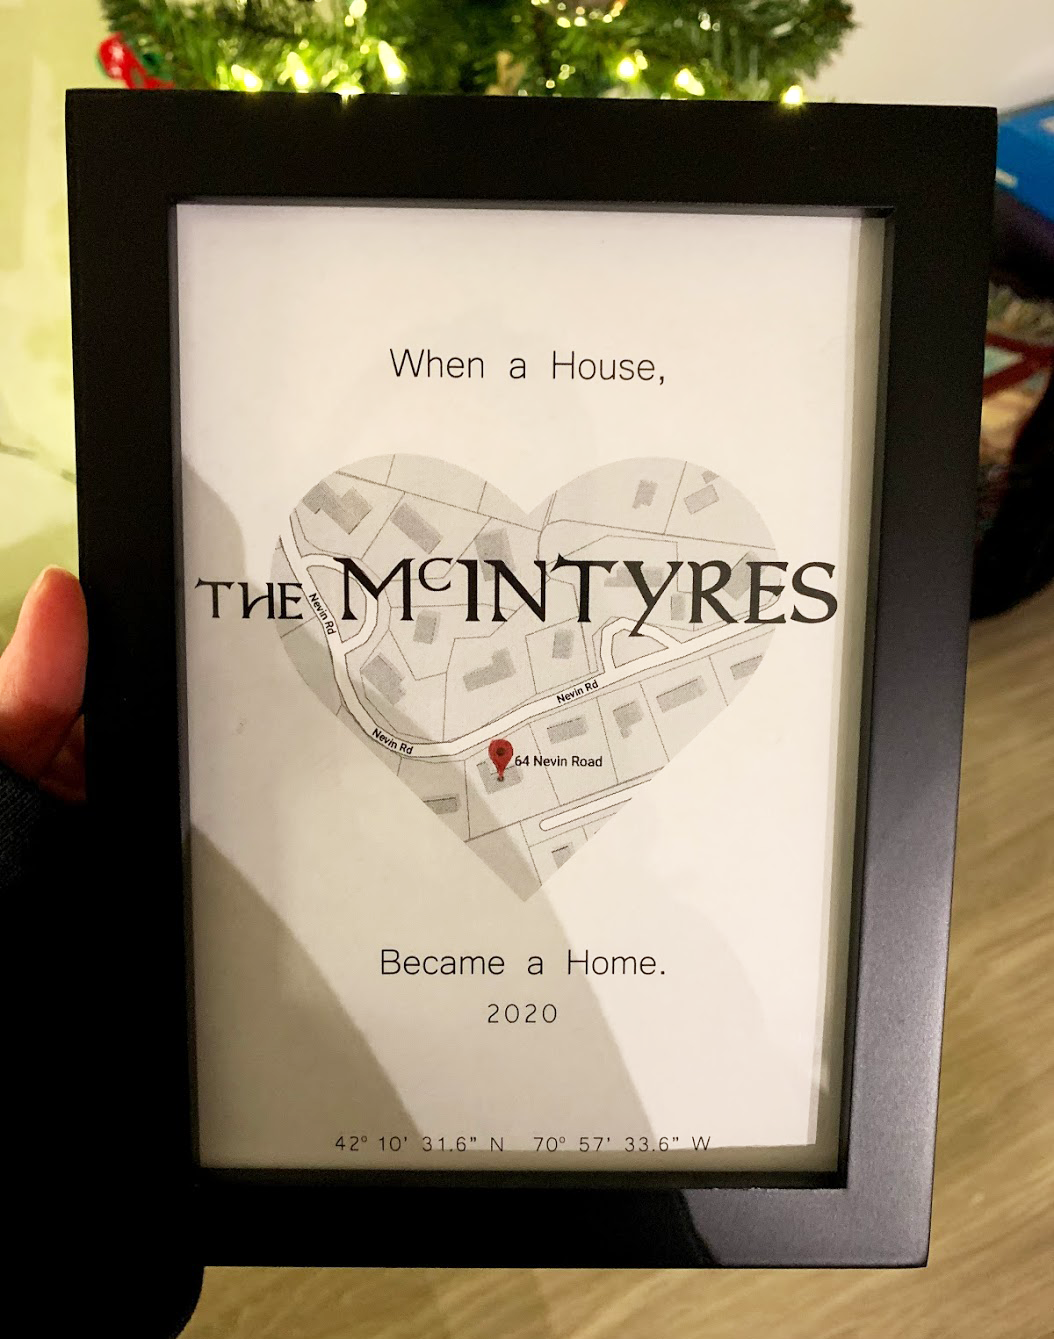 When a House,
THE McINTYRES
Nevin Rd
Nevin Rd
Nevin Rd
64 Nevin Road
Became a Home.
2020
42° 10' 31.6" N 70° 57' 33.6" W